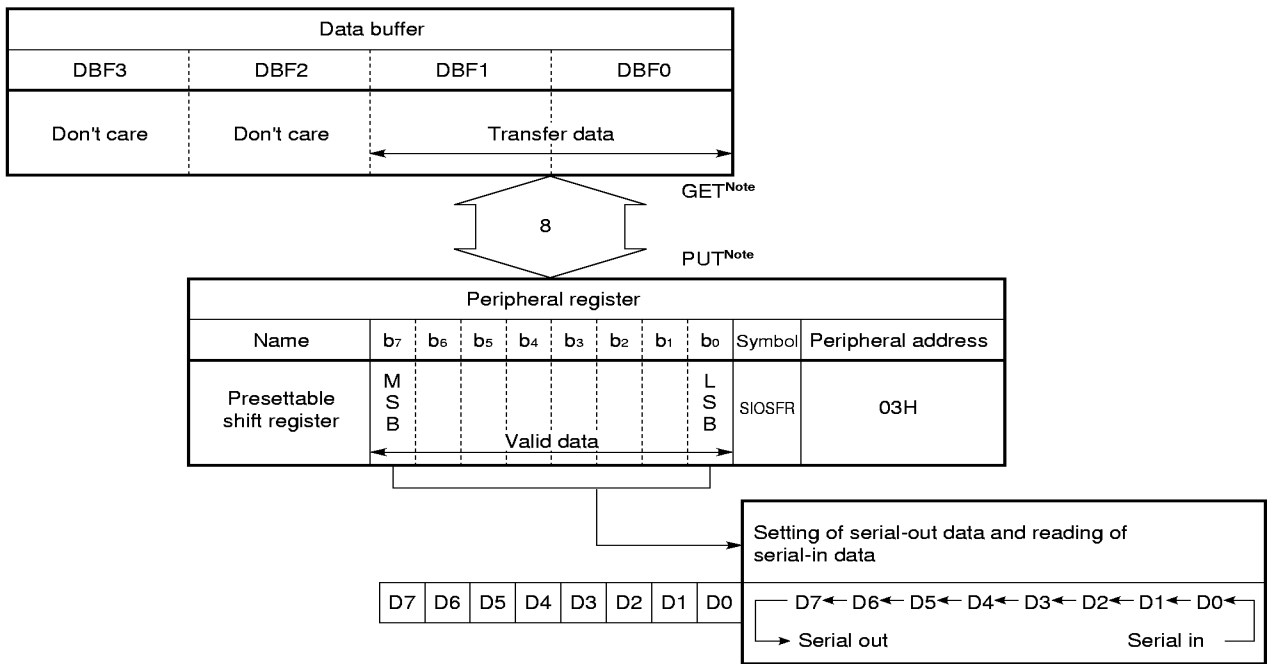 Data buffer
DBF3 DBF2 DBF1 DBF0
Don't care Don't care Transfer data
GETNote
8
PUTNote
Peripheral register
Name b7 b6 b5 b4 b3 b2 b1 b0 Symbol Peripheral address
Presettable
shift register
M
S
B
L
S
B
Valid data
SIOSFR
03H
Setting of serial-out data and reading of
serial-in data
D7 D6 D5 D4 D3 D2 D1 D0
D7 D6 D5 D4 D3 D2 D1 D0
Serial out Serial in